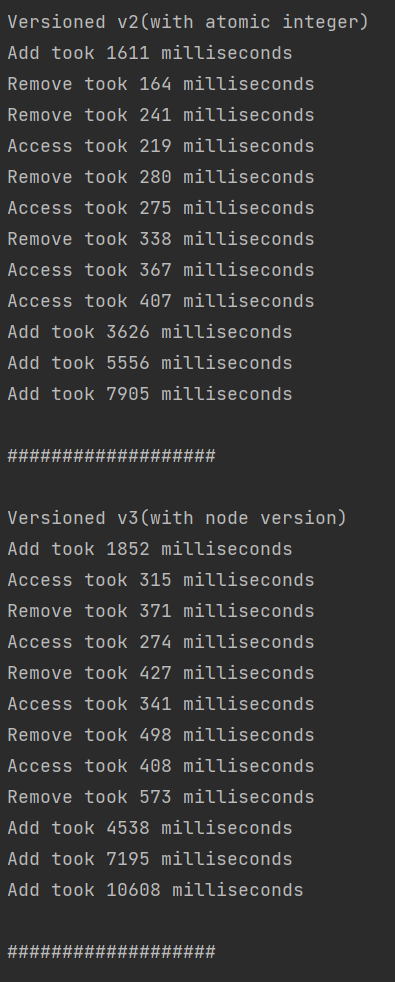 Versioned v2(with atomic integer)
Add took 1611 milliseconds
Remove took 164 milliseconds
Remove took 241 milliseconds
Access took 219 milliseconds
Remove took 280 milliseconds
Access took 275 milliseconds
Remove took 338 milliseconds
Access took 367 milliseconds
Access took 407 milliseconds
Add took 3626 milliseconds
Add took 5556 milliseconds
Add took 7905 milliseconds

###################

Versioned v3(with node version)
Add took 1852 milliseconds
Access took 315 milliseconds
Remove took 371 milliseconds
Access took 274 milliseconds
Remove took 427 milliseconds
Access took 341 milliseconds
Remove took 498 milliseconds
Access took 408 milliseconds
Remove took 573 milliseconds
Add took 4538 milliseconds
Add took 7195 milliseconds
Add took 10608 milliseconds

###################